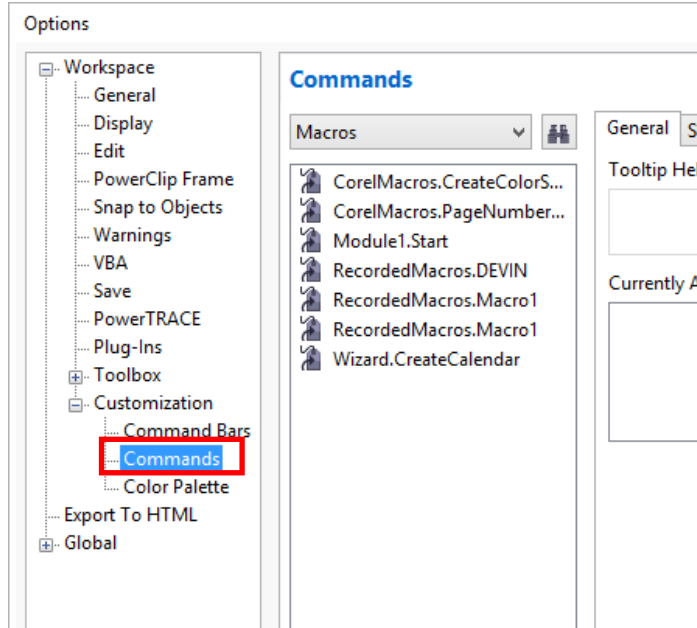 Options
Workspace
General
Display
Edit
PowerClip Frame
Snap to Objects
Warnings
VBA
Save
PowerTRACE
Plug-Ins
Toolbox
Customization
Command Bars
Commands
Color Palette
Export To HTML
Global
Commands
Macros
CorelMacros.CreateColorS...
CorelMacros.PageNumber...
Module1.Start
RecordedMacros.DEVIN
RecordedMacros.Macro1
RecordedMacros.Macro1
Wizard.CreateCalendar
General
Tooltip
Currently